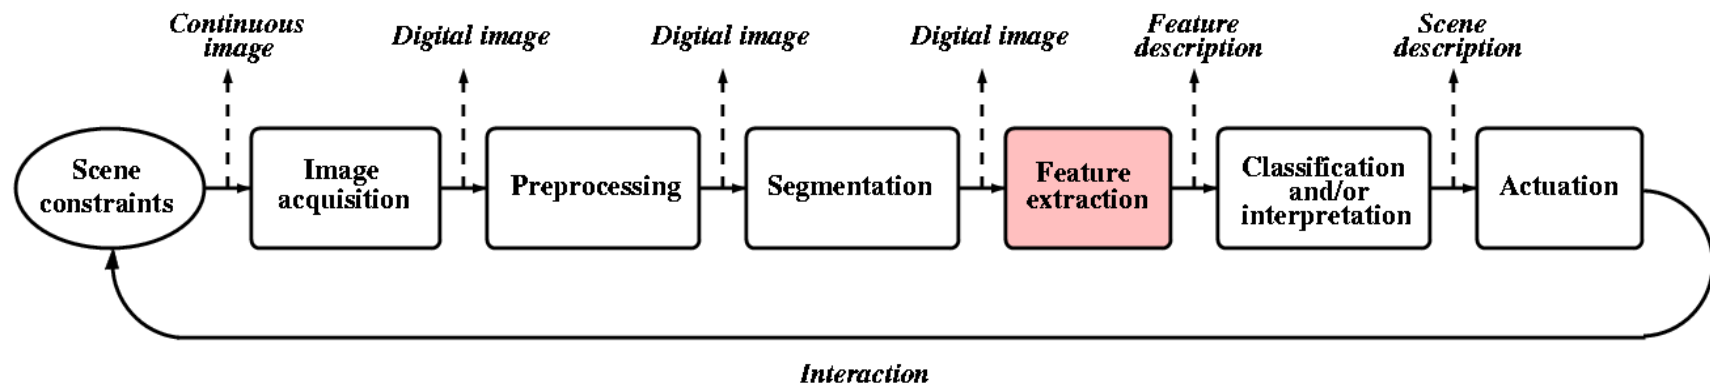 Continuous
image
Digital image
Digital image
Digital image
Feature
description
Scene
description
Scene
constraints
Image
acquisition
Preprocessing
Segmentation
Feature
extraction
Classification
and/or
interpretation
Actuation
Interaction